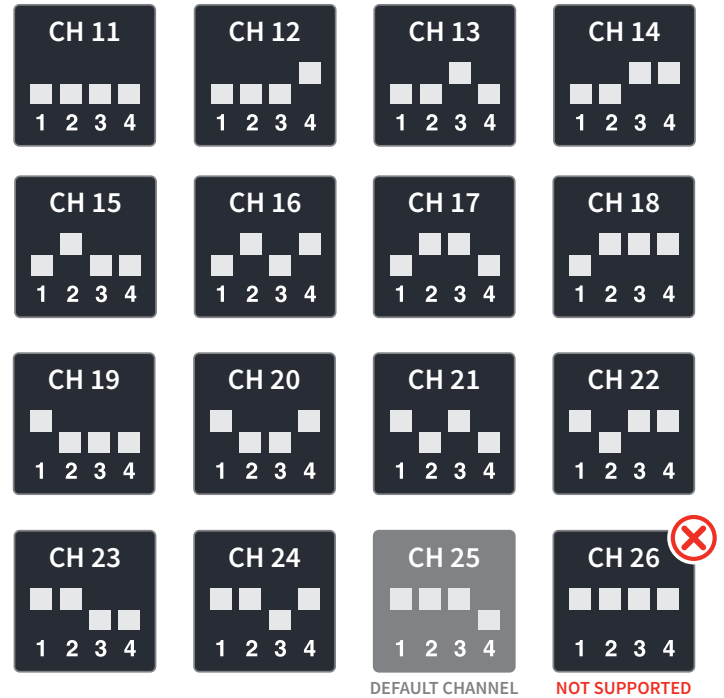 CH 11 CH 12 CH 13 CH 14
1 2 3 4 1 2 3 4 1 2 3 4 1 2 3 4
CH 15 CH 16 CH 17 CH 18
1 2 3 4 1 2 3 4 1 2 3 4 1 2 3 4
CH 19 CH 20 CH 21 CH 22
1 2 3 4 1 2 3 4 1 2 3 4 1 2 3 4
CH 23 CH 24 CH 25 CH 26
1 2 3 4 1 2 3 4 1 2 3 4 1 2 3 4
DEFAULT CHANNEL NOT SUPPORTED